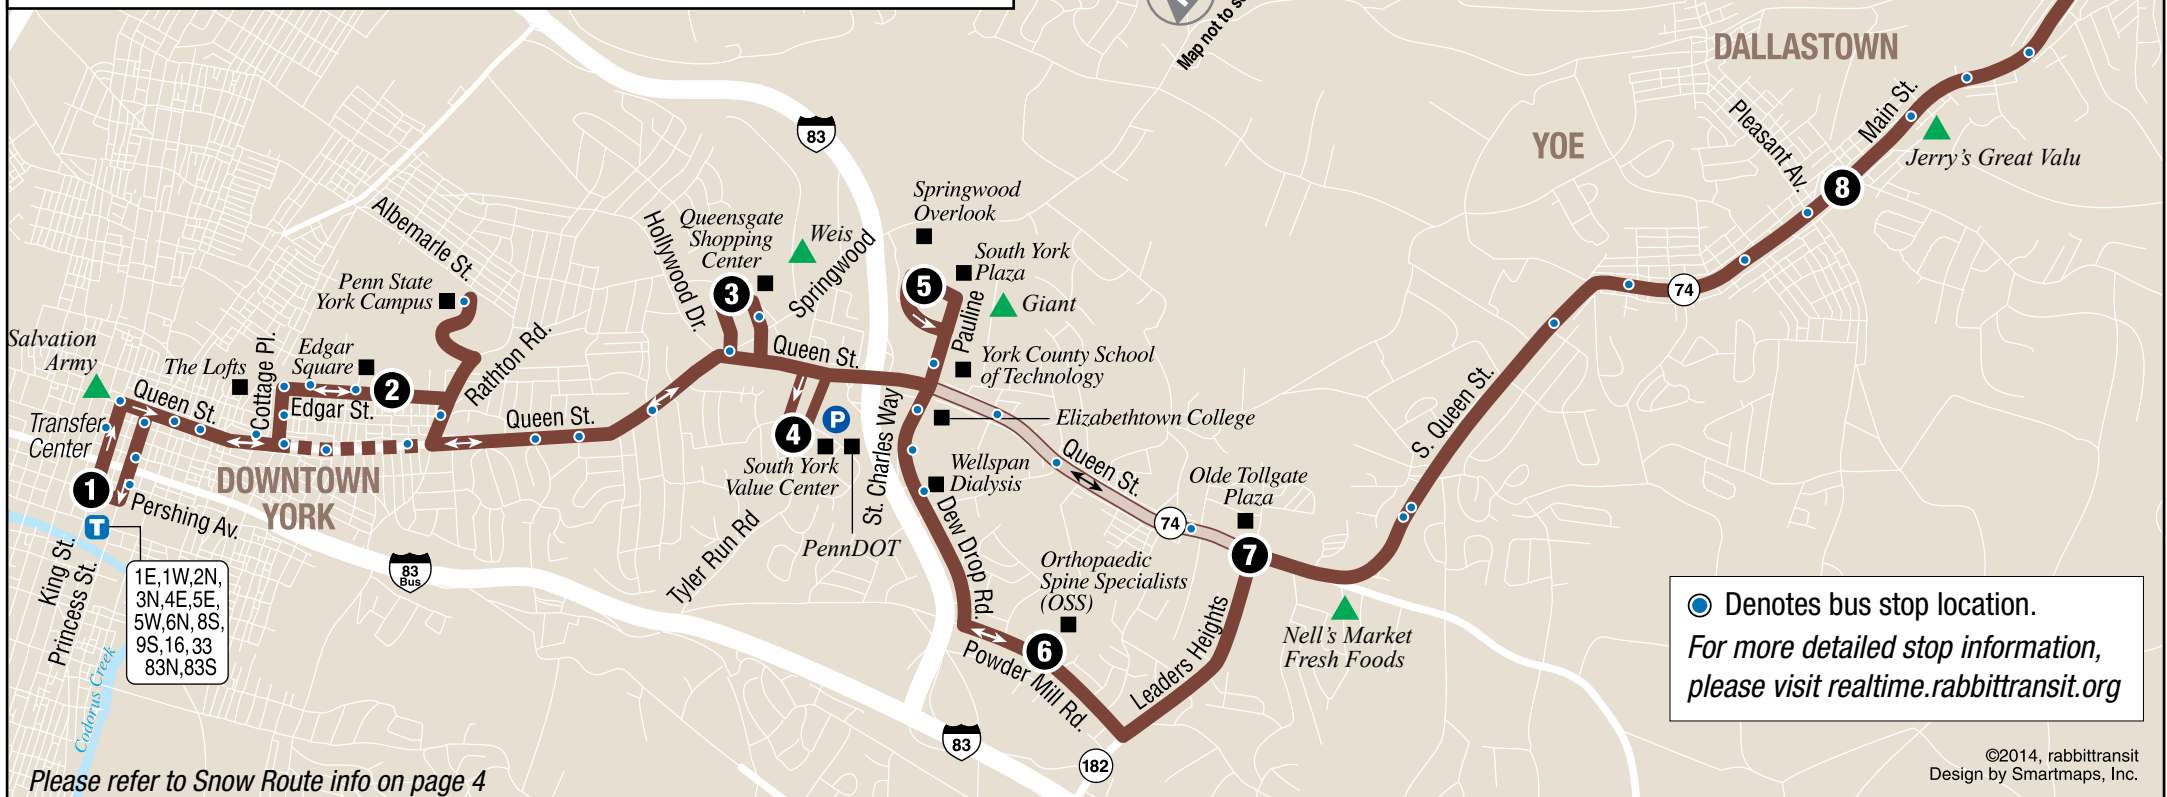 Map not to
DALLASTOWN
YOE
Main St.
Pleasant Av.
8
Jerry's Great Valu
74
83
Springwood
Overlook
South York
Plaza
5
Giant
Pauline
York County School
of Technology
Albemarle St.
Penn State
York Campus
Hollywood Dr.
Queensgate
Shopping
Center
3
Weis
Springwood
Queen St.
Salvation
Army
The Lofts
Cottage Pl.
Edgar
Square
2
Edgar St.
Rathton Rd.
Queen St.
Queen St.
Transfer
Center
1
T
Pershing Av.
DOWNTOWN
YORK
King St.
Princess St.
Codorus Creek
1E,1W,2N,
3N,4E,5E,
5W,6N, 8S,
9S,16,33
83N,83S
83
Bus
4
P
South York
Value Center
PennDOT
Tyler Run Rd
St. Charles Way
Elizabethtown College
Wellspan
Dialysis
Dew Drop Rd.
Queen St.
74
Olde Tollgate
Plaza
7
Orthopaedic
Spine Specialists
(OSS)
6
Powder Mill Rd.
Leaders Heights
182
83
S. Queen St.
Nell's Market
Fresh Foods
Denotes bus stop location.
For more detailed stop information,
please visit realtime.rabbittransit.org
©2014, rabbittransit
Design by Smartmaps, Inc.
Please refer to Snow Route info on page 4